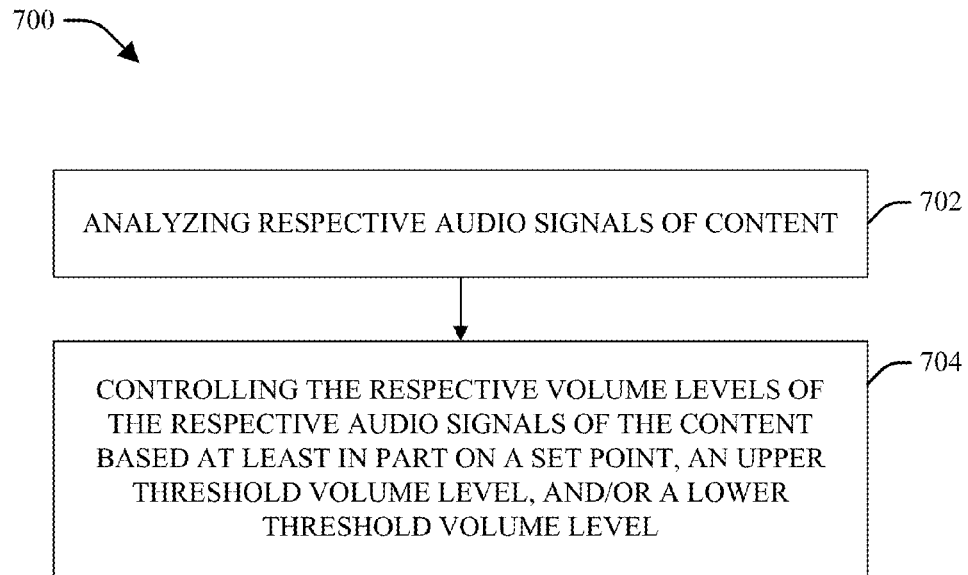 700
ANALYZING RESPECTIVE AUDIO SIGNALS OF CONTENT
702
CONTROLLING THE RESPECTIVE VOLUME LEVELS OF
THE RESPECTIVE AUDIO SIGNALS OF THE CONTENT
BASED AT LEAST IN PART ON A SET POINT, AN UPPER
THRESHOLD VOLUME LEVEL, AND/OR A LOWER
THRESHOLD VOLUME LEVEL
704